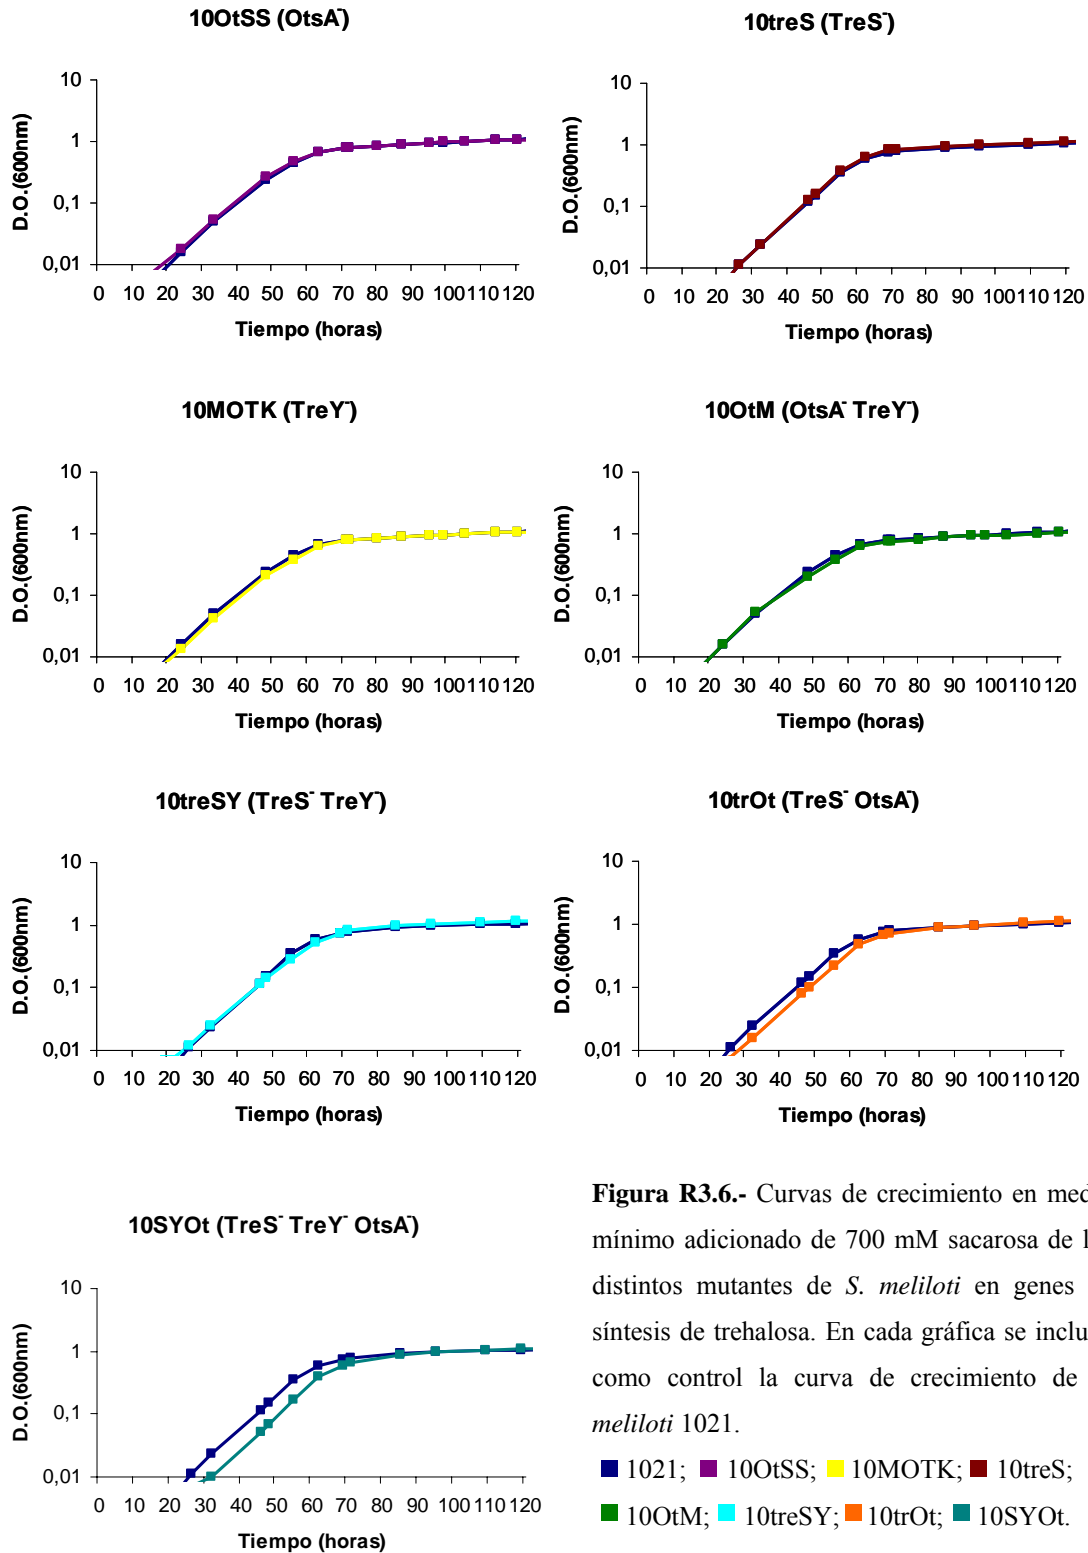 10OtSS (OtsA-)
10treS (TreS-)
10
1
0,1
0,01
D.O.(600nm)
0 10 20 30 40 50 60 70 80 90 100 110 120
Tiempo (horas)
10
1
0,1
0,01
D.O.(600nm)
0 10 20 30 40 50 60 70 80 90 100 110 120
Tiempo (horas)
10MOTK (TreY-)
10OtM (OtsA- TreY-)
10
1
0,1
0,01
D.O.(600nm)
0 10 20 30 40 50 60 70 80 90 100 110 120
Tiempo (horas)
10
1
0,1
0,01
D.O.(600nm)
0 10 20 30 40 50 60 70 80 90 100 110 120
Tiempo (horas)
10treSY (TreS- TreY-)
10trOt (TreS- OtsA-)
10
1
0,1
0,01
D.O.(600nm)
0 10 20 30 40 50 60 70 80 90 100 110 120
Tiempo (horas)
10
1
0,1
0,01
D.O.(600nm)
0 10 20 30 40 50 60 70 80 90 100 110 120
Tiempo (horas)
10SYOt (TreS- TreY- OtsA-)
10
1
0,1
0,01
D.O.(600nm)
0 10 20 30 40 50 60 70 80 90 100 110 120
Tiempo (horas)
Figura R3.6.- Curvas de crecimiento en med
mínimo adicionado de 700 mM sacarosa de l
distintos mutantes de S. meliloti en genes
síntesis de trehalosa. En cada gráfica se inclu
como control la curva de crecimiento de
meliloti 1021.
1021; 10OtSS; 10MOTK; 10treS;
10OtM; 10treSY; 10trOt; 10SYOt.